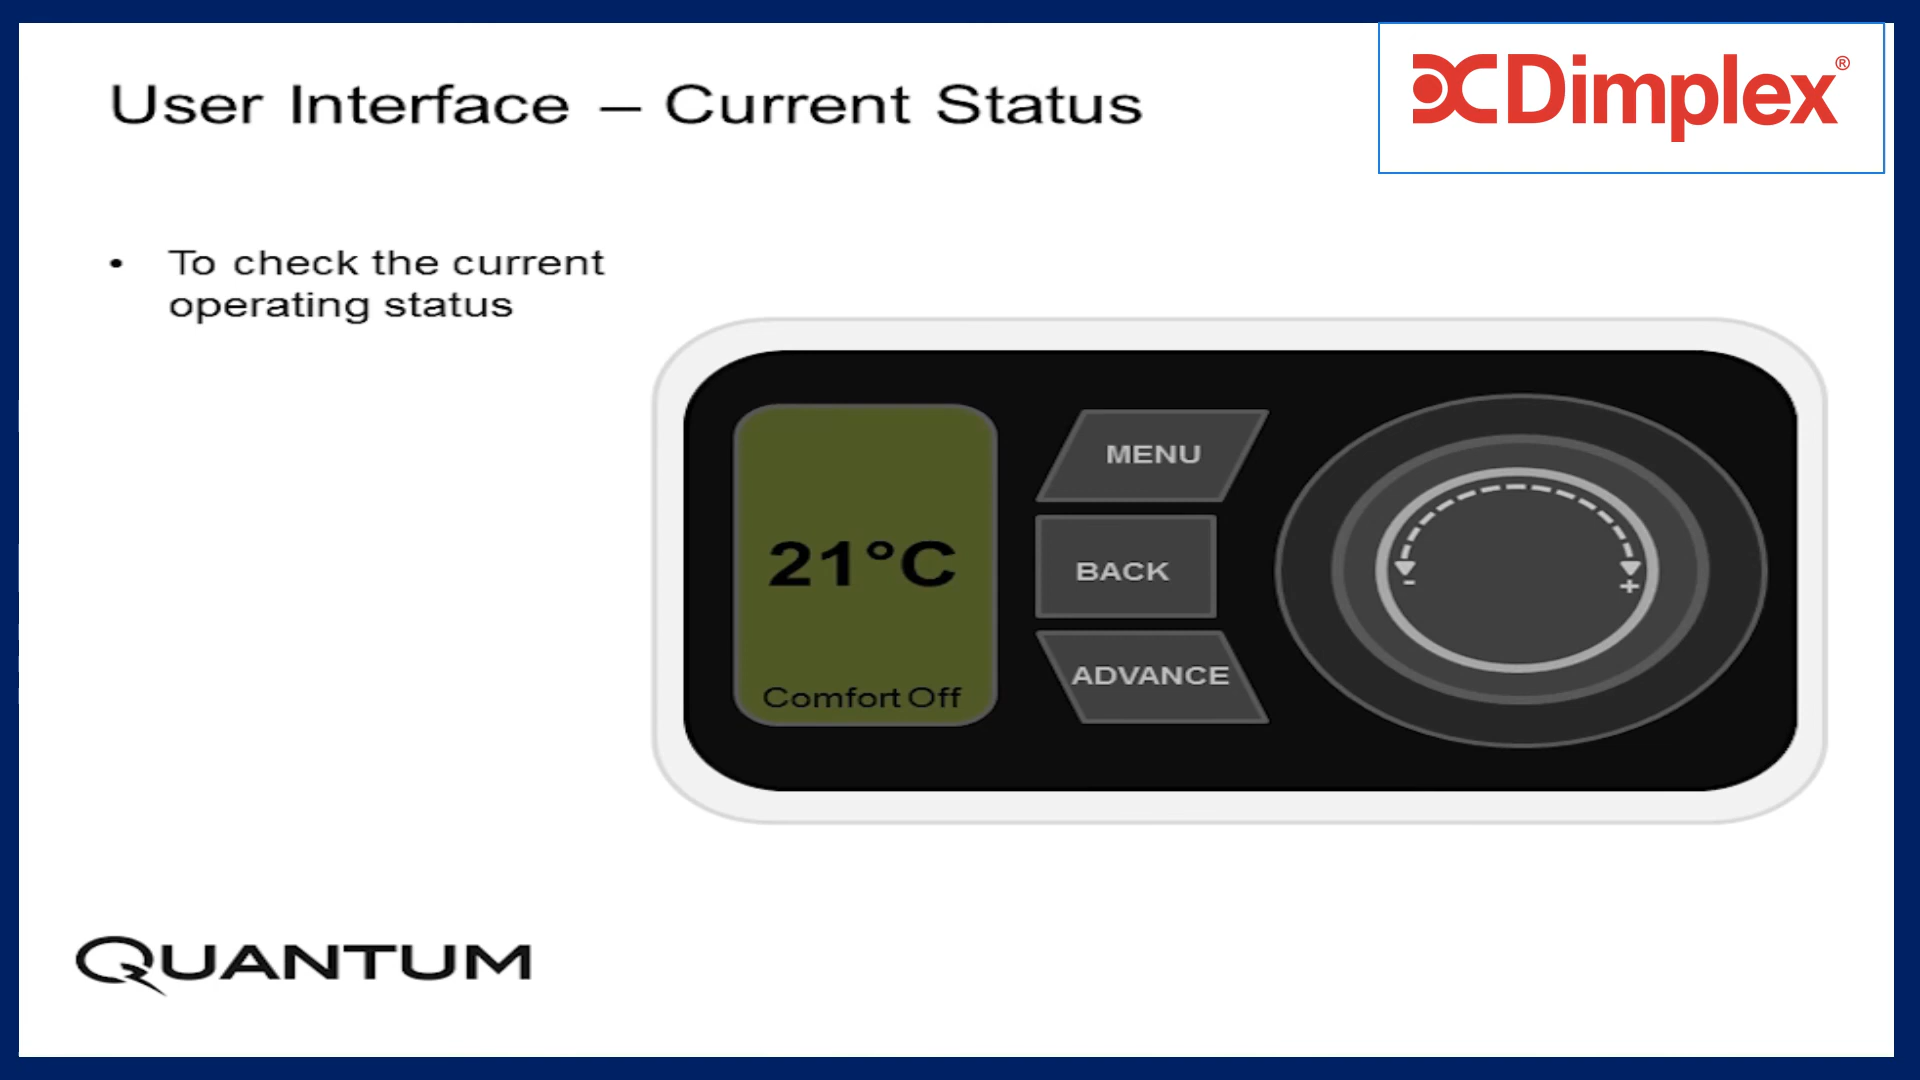 User Interface – Current Status
Dimplex®
• To check the current
operating status
MENU
21°C
BACK
- +
ADVANCE
Comfort Off
QUANTUM